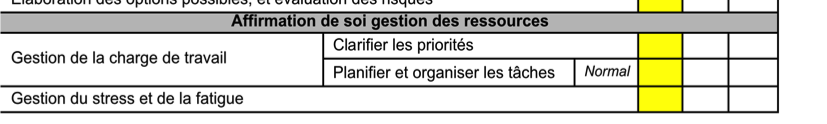 Elaboration des options possibles, et évaluation des risques
Affirmation de soi gestion des ressources
Gestion de la charge de travail
Clarifier les priorités
Planifier et organiser les tâches Normal
Gestion du stress et de la fatigue